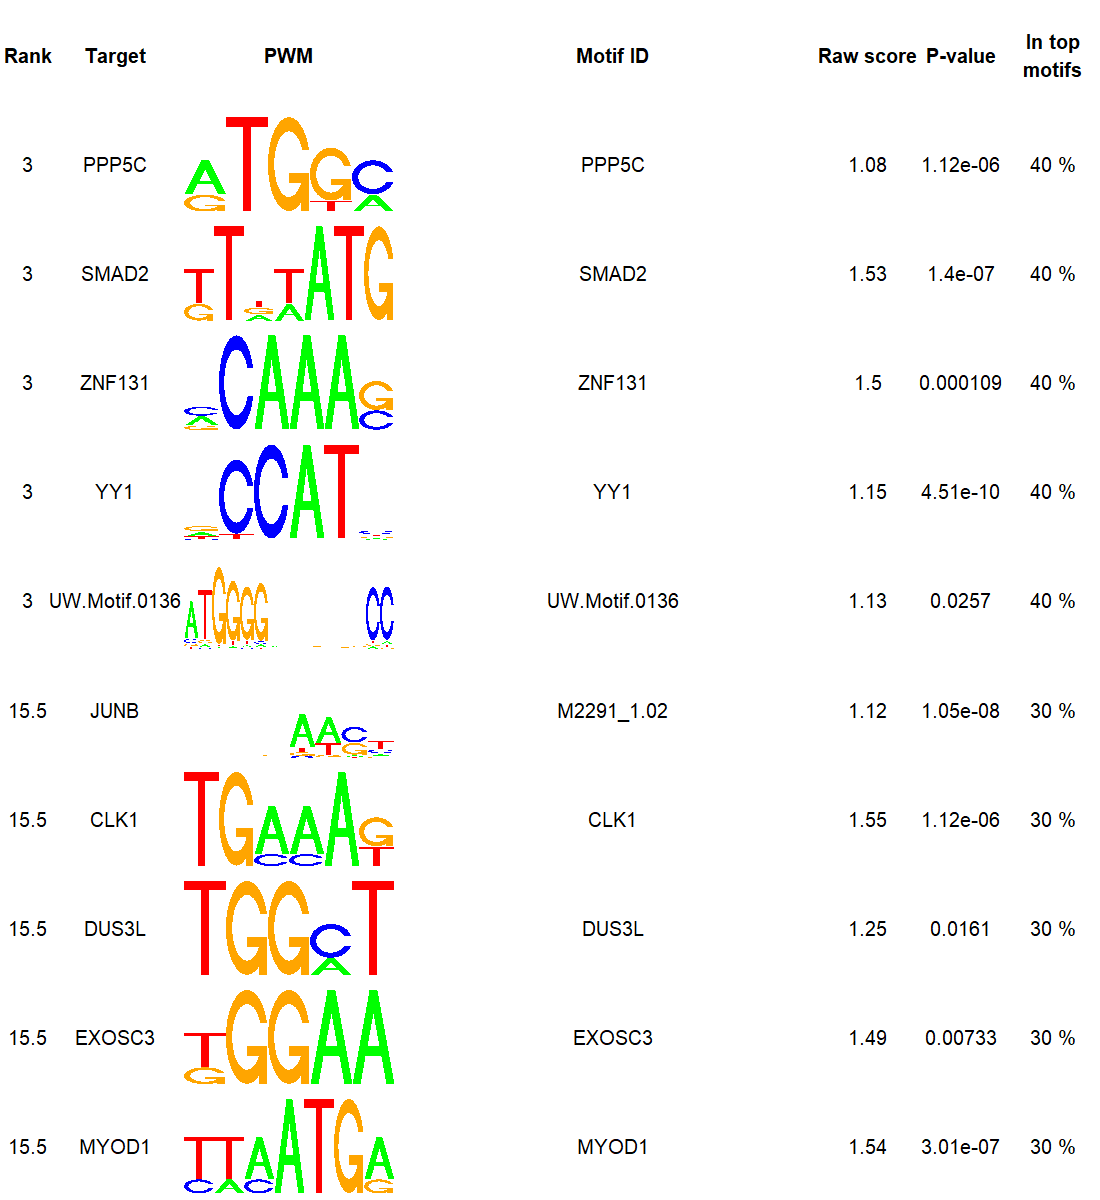 Rank Target PWM Motif ID Raw score P-value In top motifs
3 PPP5C PPP5C 1.08 1.12e-06 40 %
3 SMAD2 SMAD2 1.53 1.4e-07 40 %
3 ZNF131 ZNF131 1.5 0.000109 40 %
3 YY1 YY1 1.15 4.51e-10 40 %
3 UW.Motif.0136 UW.Motif.0136 1.13 0.0257 40 %
15.5 JUNB M2291_1.02 1.12 1.05e-08 30 %
15.5 CLK1 CLK1 1.55 1.12e-06 30 %
15.5 DUS3L DUS3L 1.25 0.0161 30 %
15.5 EXOSC3 EXOSC3 1.49 0.00733 30 %
15.5 MYOD1 MYOD1 1.54 3.01e-07 30 %